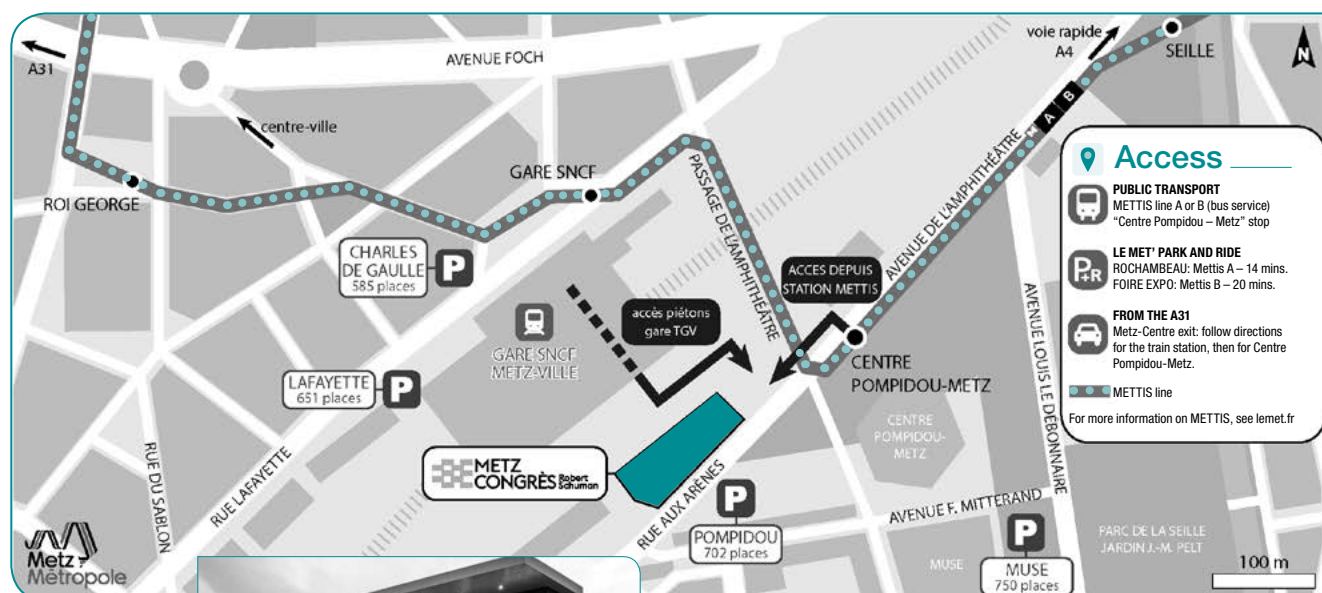 voie rapide
A4
SEILLE
N
A31
AVENUE FOCH
centre-ville
ROI GEORGE
GARE SNCF
PASSAGE DE L'AMPHITHÉÂTRE
AVENUE DE L'AMPHITHÉÂTRE
A B
CHARLES
DE GAULLE
585 places
P
ACCES DEPUIS
STATION METTIS
accès piétons
gare TGV
GARE SNCF
METZ-VILLE
CENTRE
POMPIDOU-METZ
LAFAYETTE
651 places
P
CENTRE
POMPIDOU-
METZ
AVENUE LOUIS LE DÉBONNAIRE
RUE DU SABLON
RUE LAFAYETTE
METZ
CONGRÈS Robert
Schuman
RUE AUX ARÈNES
P
POMPIDOU
702 places
AVENUE F. MITTERAND
MUSE
P
MUSE
750 places
PARC DE LA SEILLE
JARDIN J.-M. PELT
100 m
Metz
Métropole
Access
PUBLIC TRANSPORT
METTIS line A or B (bus service)
“Centre Pompidou – Metz” stop
P+R
LE MET' PARK AND RIDE
ROCHAMBEAU: Mettis A – 14 mins.
FOIRE EXPO: Mettis B – 20 mins.
FROM THE A31
Metz-Centre exit: follow directions
for the train station, then for Centre
Pompidou-Metz.
METTIS line
For more information on METTIS, see lemet.fr